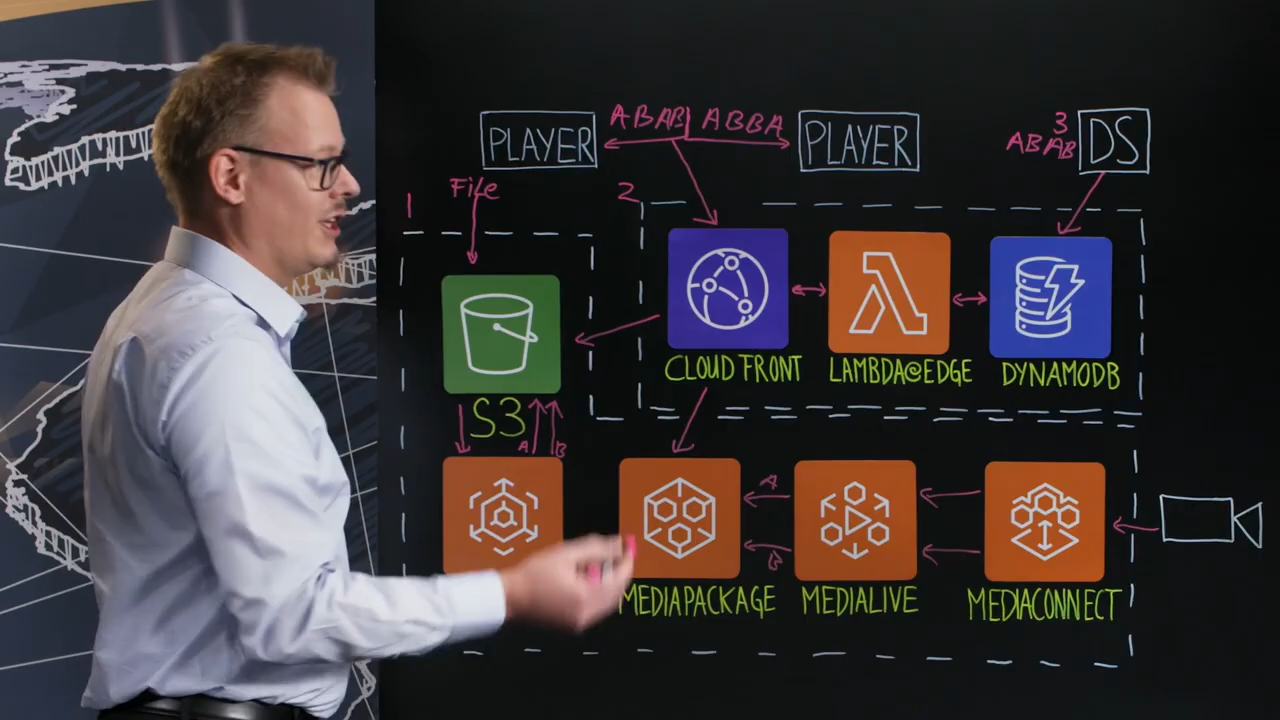 PLAYER
ABAB| ABBA
PLAYER
3
ABAB
DS
1
File
2
CLOUD FRONT
LAMBDA@EDGE
DYNAMODB
S3
A
B
A
B
MEDIAPACKAGE
MEDIALIVE
MEDIACONNECT